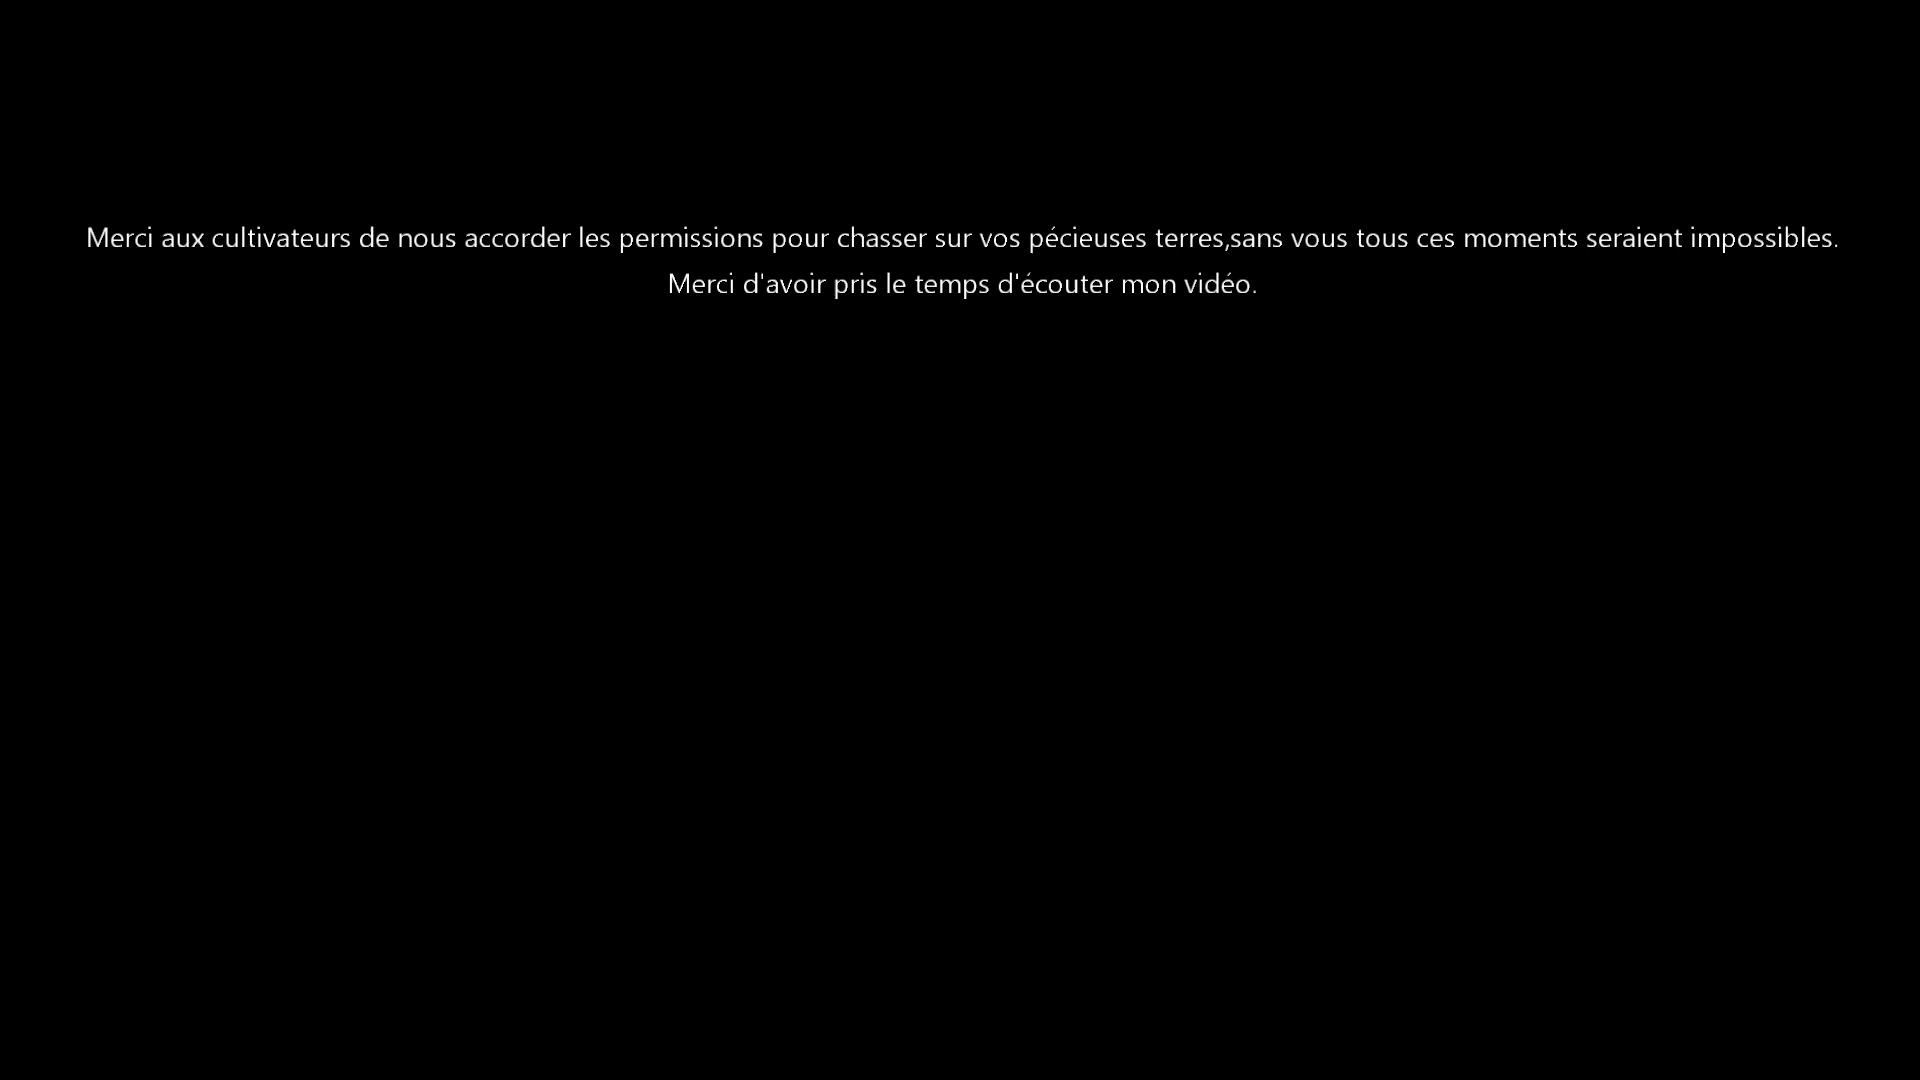 Merci aux cultivateurs de nous accorder les permissions pour chasser sur vos pécieuses terres,sans vous tous ces moments seraient impossibles.
Merci d'avoir pris le temps d'écouter mon vidéo.